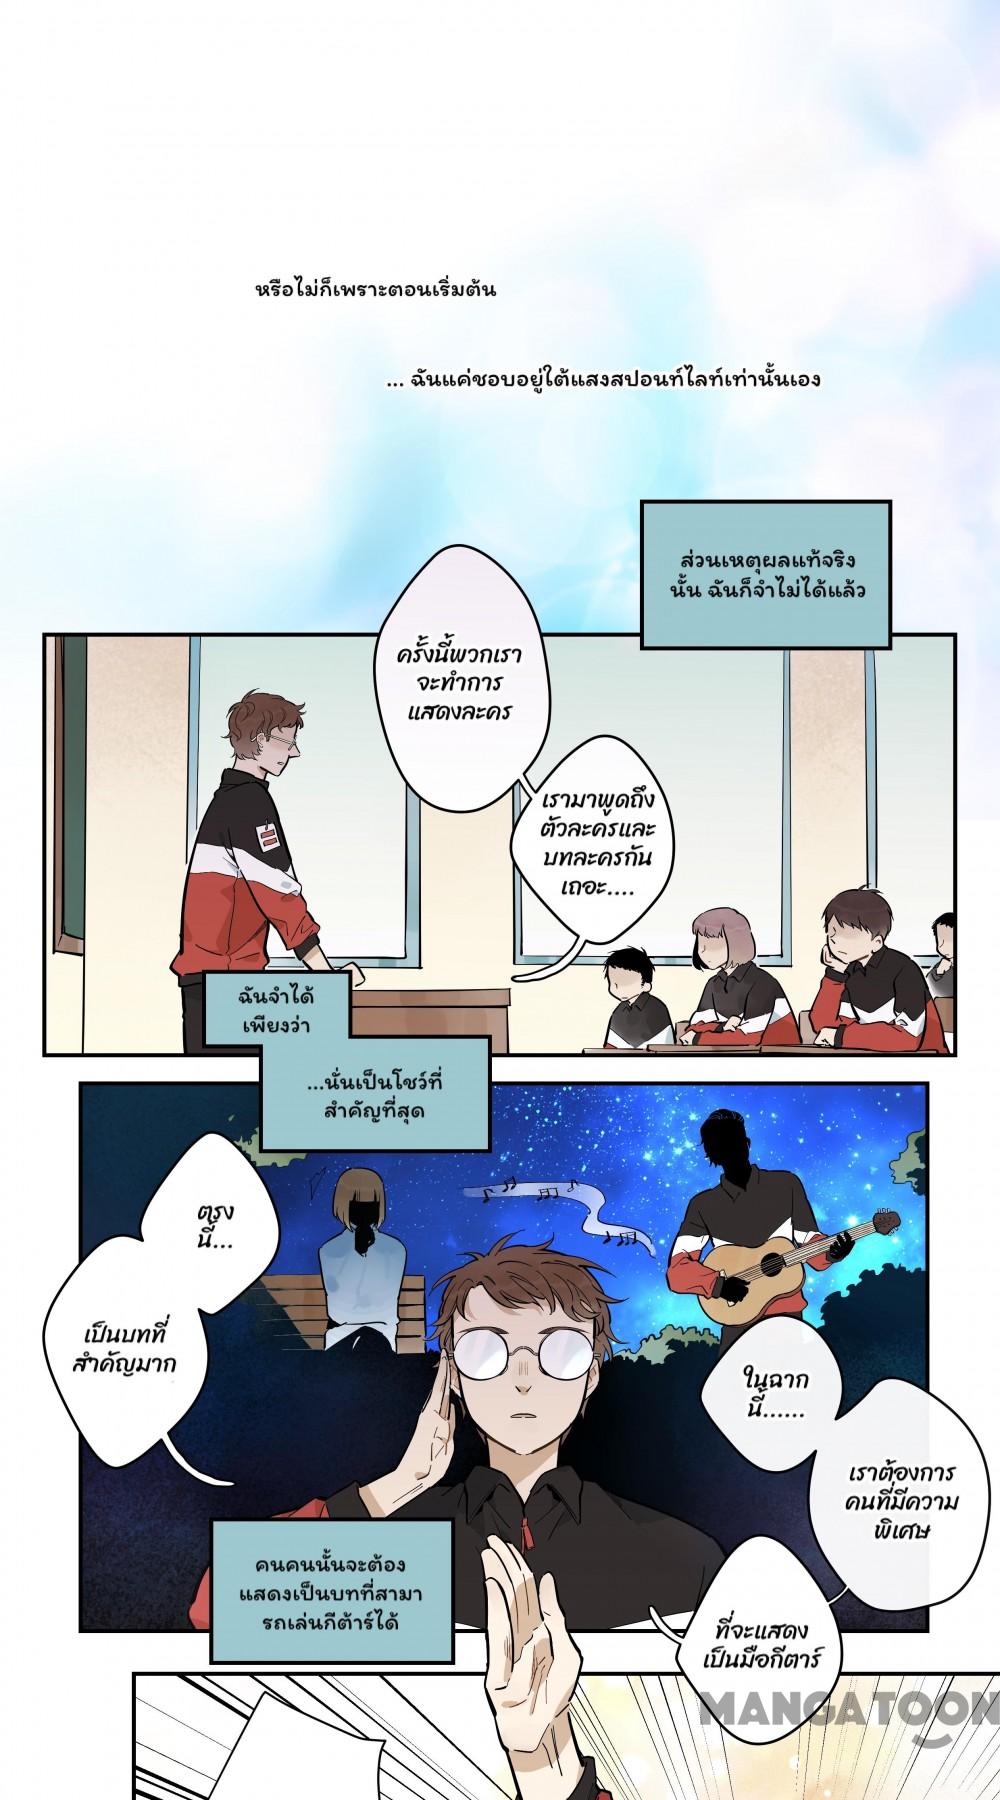 หรือไม่ก็เพราะตอนเริ่มต้น
... ฉันแค่ชอบอยู่ใต้แสงสปอนท์ไลท์เท่านั้นเอง
ส่วนเหตุผลแท้จริง
นั้น ฉันก็จำไม่ได้แล้ว
ครั้งนี้พวกเรา
จะทำการ
แสดงละคร
เรามาพูดถึง
ตัวละครและ
บทละครกัน
เถอะ....
ฉันจำได้
เพียงว่า
...นั่นเป็นโชว์ที่
สำคัญที่สุด
ตรง
นี้...
เป็นบทที่
สำคัญมาก
ในฉาก
นี้......
เราต้องการ
คนที่มีความ
พิเศษ
คนคนนั้นจะต้อง
แสดงเป็นบทที่สามา
รถเล่นกีต้าร์ได้
ที่จะแสดง
เป็นมือกีตาร์
MANGATOON